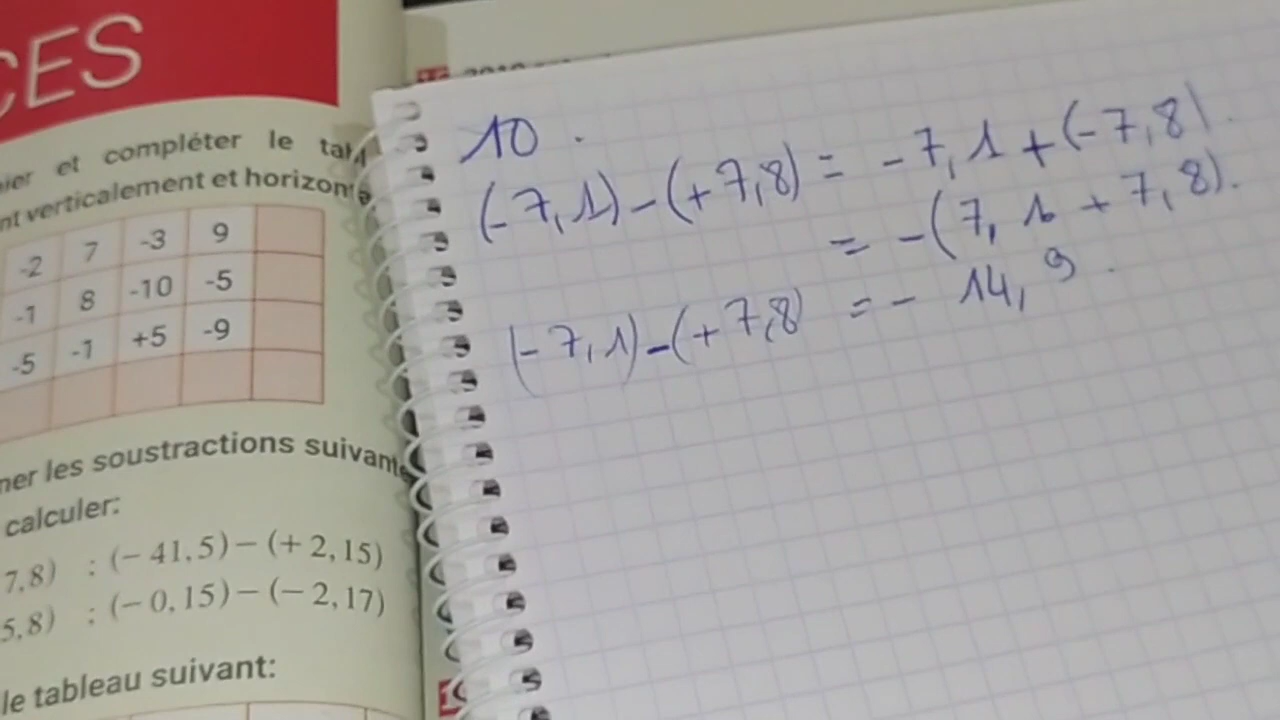 CES
et compléter le
nt verticalement et horizon
-2 7 -3 9
-1 8 -10 -5
-5 -1 +5 -9
les soustractions suivant
calculer:
7,8) : (− 41,5) − (+ 2,15)
5,8) : (− 0,15) − (− 2,17)
le tableau suivant:
10.
(-7,1)-(+7,8) = -7,1+(-7,8).
= -(7,1+7,8).
(-7,1)-(+7,8) = - 14,9.